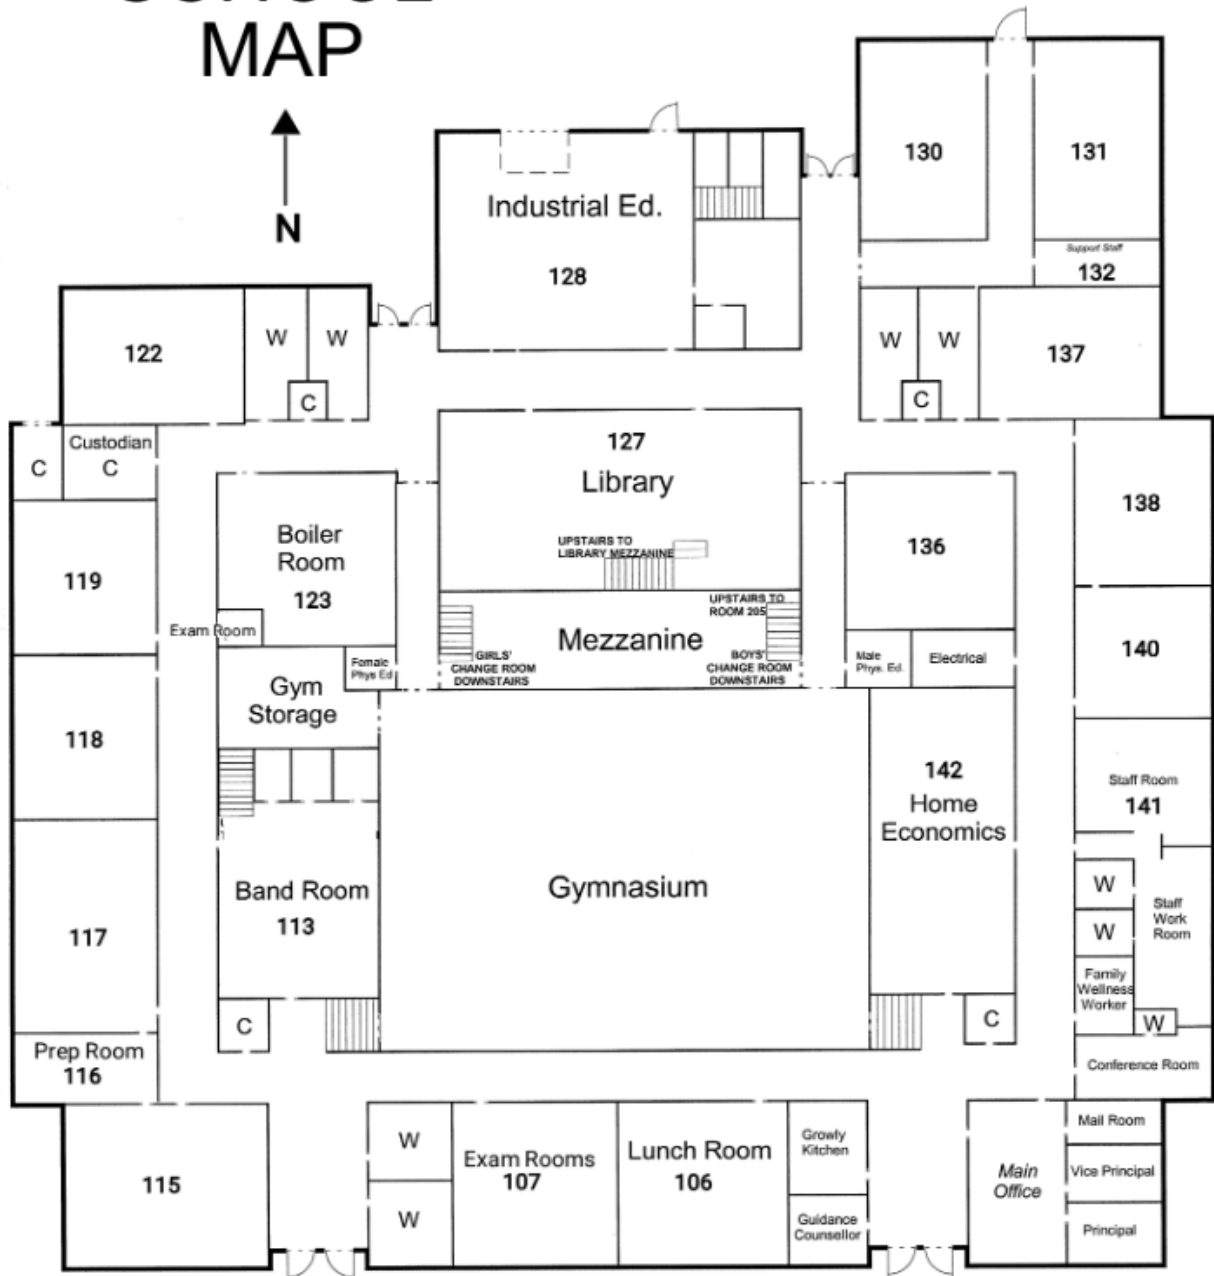 MAP
N
130
131
Industrial Ed.
128
Support Staff
132
122
W
W
C
W
W
C
137
Custodian
C
C
127
Library
UPSTAIRS TO
LIBRARY MEZZANINE
138
Boiler
Room
123
136
119
Exam Room
UPSTAIRS TO
ROOM 205
Mezzanine
GIRLS'
CHANGE ROOM
DOWNSTAIRS
BOYS'
CHANGE ROOM
DOWNSTAIRS
Female
Phys Ed
Male
Phys. Ed.
Electrical
140
Gym
Storage
118
142
Home
Economics
Staff Room
141
Band Room
113
Gymnasium
W
W
Staff
Work
Room
117
Family
Wellness
Worker
C
C
W
Prep Room
116
Conference Room
115
W
W
Exam Rooms
107
Lunch Room
106
Growly
Kitchen
Guidance
Counsellor
Main
Office
Mail Room
Vice Principal
Principal